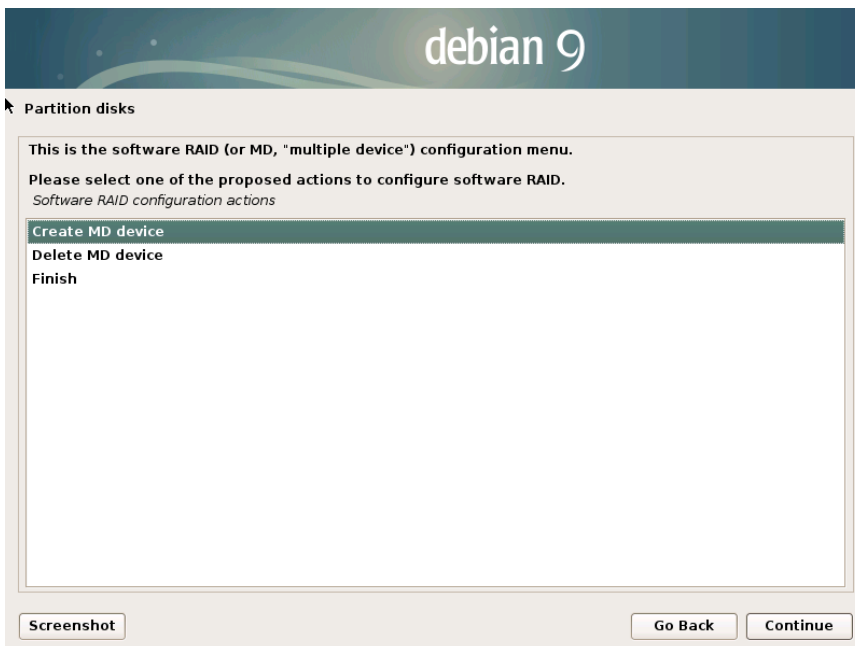 debian 9
Partition disks
This is the software RAID (or MD, "multiple device") configuration menu.
Please select one of the proposed actions to configure software RAID.
Software RAID configuration actions
Create MD device
Delete MD device
Finish
Screenshot
Go Back
Continue